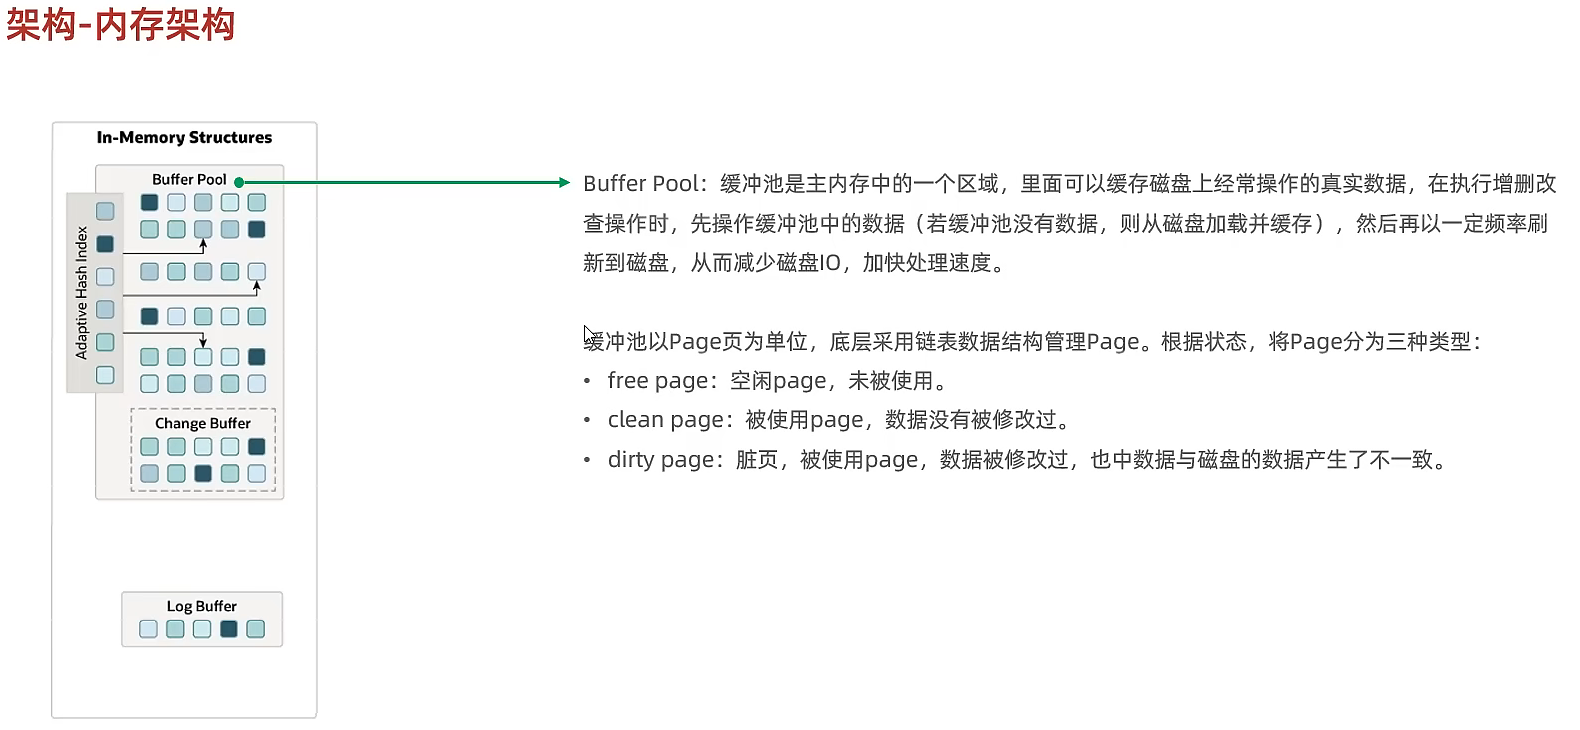 架构-内存架构
In-Memory Structures
Buffer Pool
Adaptive Hash Index
Change Buffer
Log Buffer
Buffer Pool：缓冲池是主内存中的一个区域，里面可以缓存磁盘上经常操作的真实数据，在执行增删改
查操作时，先操作缓冲池中的数据（若缓冲池没有数据，则从磁盘加载并缓存），然后再以一定频率刷
新到磁盘，从而减少磁盘IO，加快处理速度。
缓冲池以Page页为单位，底层采用链表数据结构管理Page。根据状态，将Page分为三种类型：
• free page：空闲page，未被使用。
• clean page：被使用page，数据没有被修改过。
• dirty page：脏页，被使用page，数据被修改过，也中数据与磁盘的数据产生了不一致。